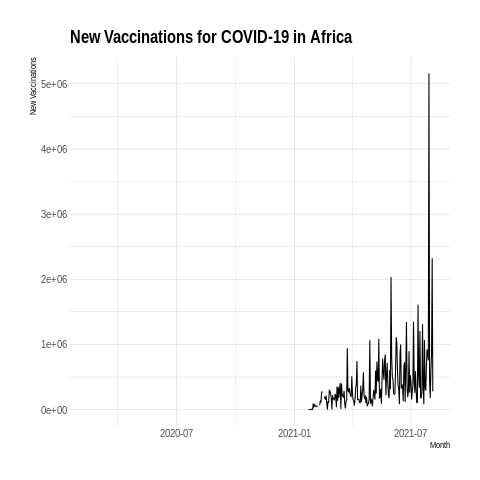 New Vaccinations for COVID-19 in Africa
New Vaccinations
5e+06
4e+06
3e+06
2e+06
1e+06
0e+00
2020-07
2021-01
2021-07
Month